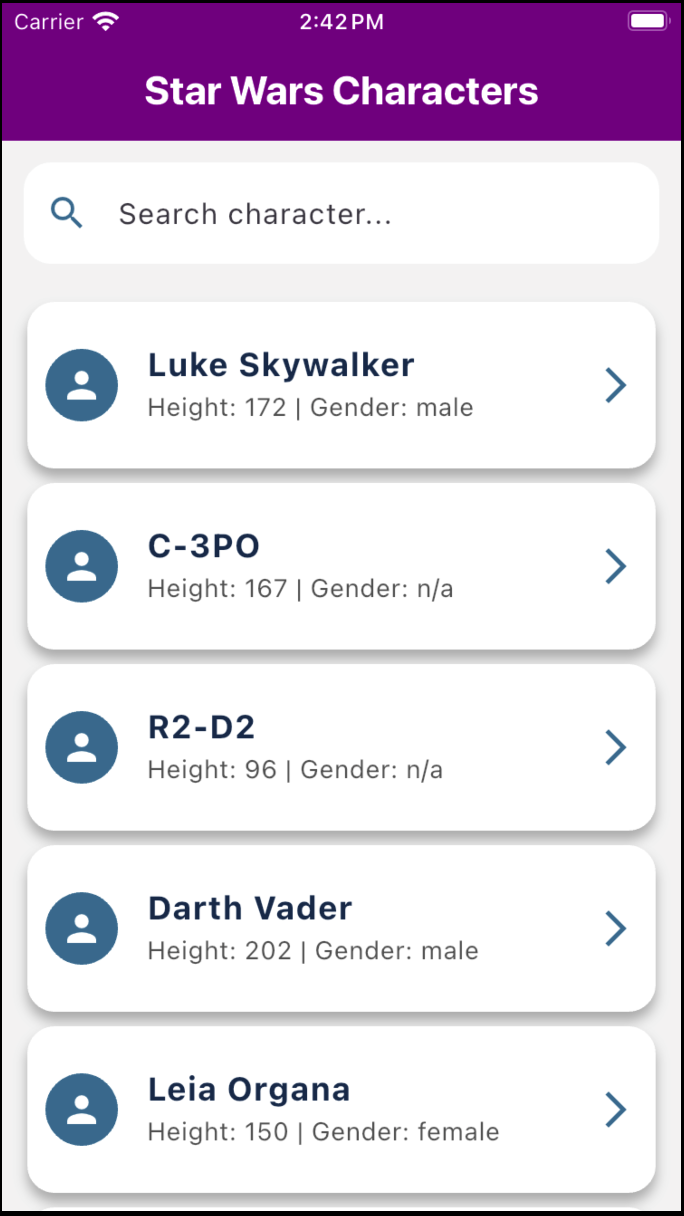 Carrier 2:42 PM
Star Wars Characters
Search character...
Luke Skywalker
Height: 172 | Gender: male
C-3PO
Height: 167 | Gender: n/a
R2-D2
Height: 96 | Gender: n/a
Darth Vader
Height: 202 | Gender: male
Leia Organa
Height: 150 | Gender: female